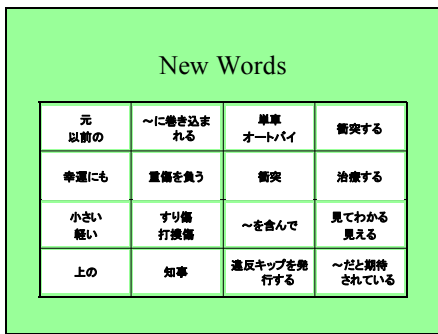 New Words
元
以前の
～に巻き込ま
れる
単車
オートバイ
衝突する
幸運にも
重傷を負う
衝突
治療する
小さい
軽い
すり傷
打撲傷
～を含んで
見てわかる
見える
上の
知事
違反キップを発
行する
～だと期待
されている